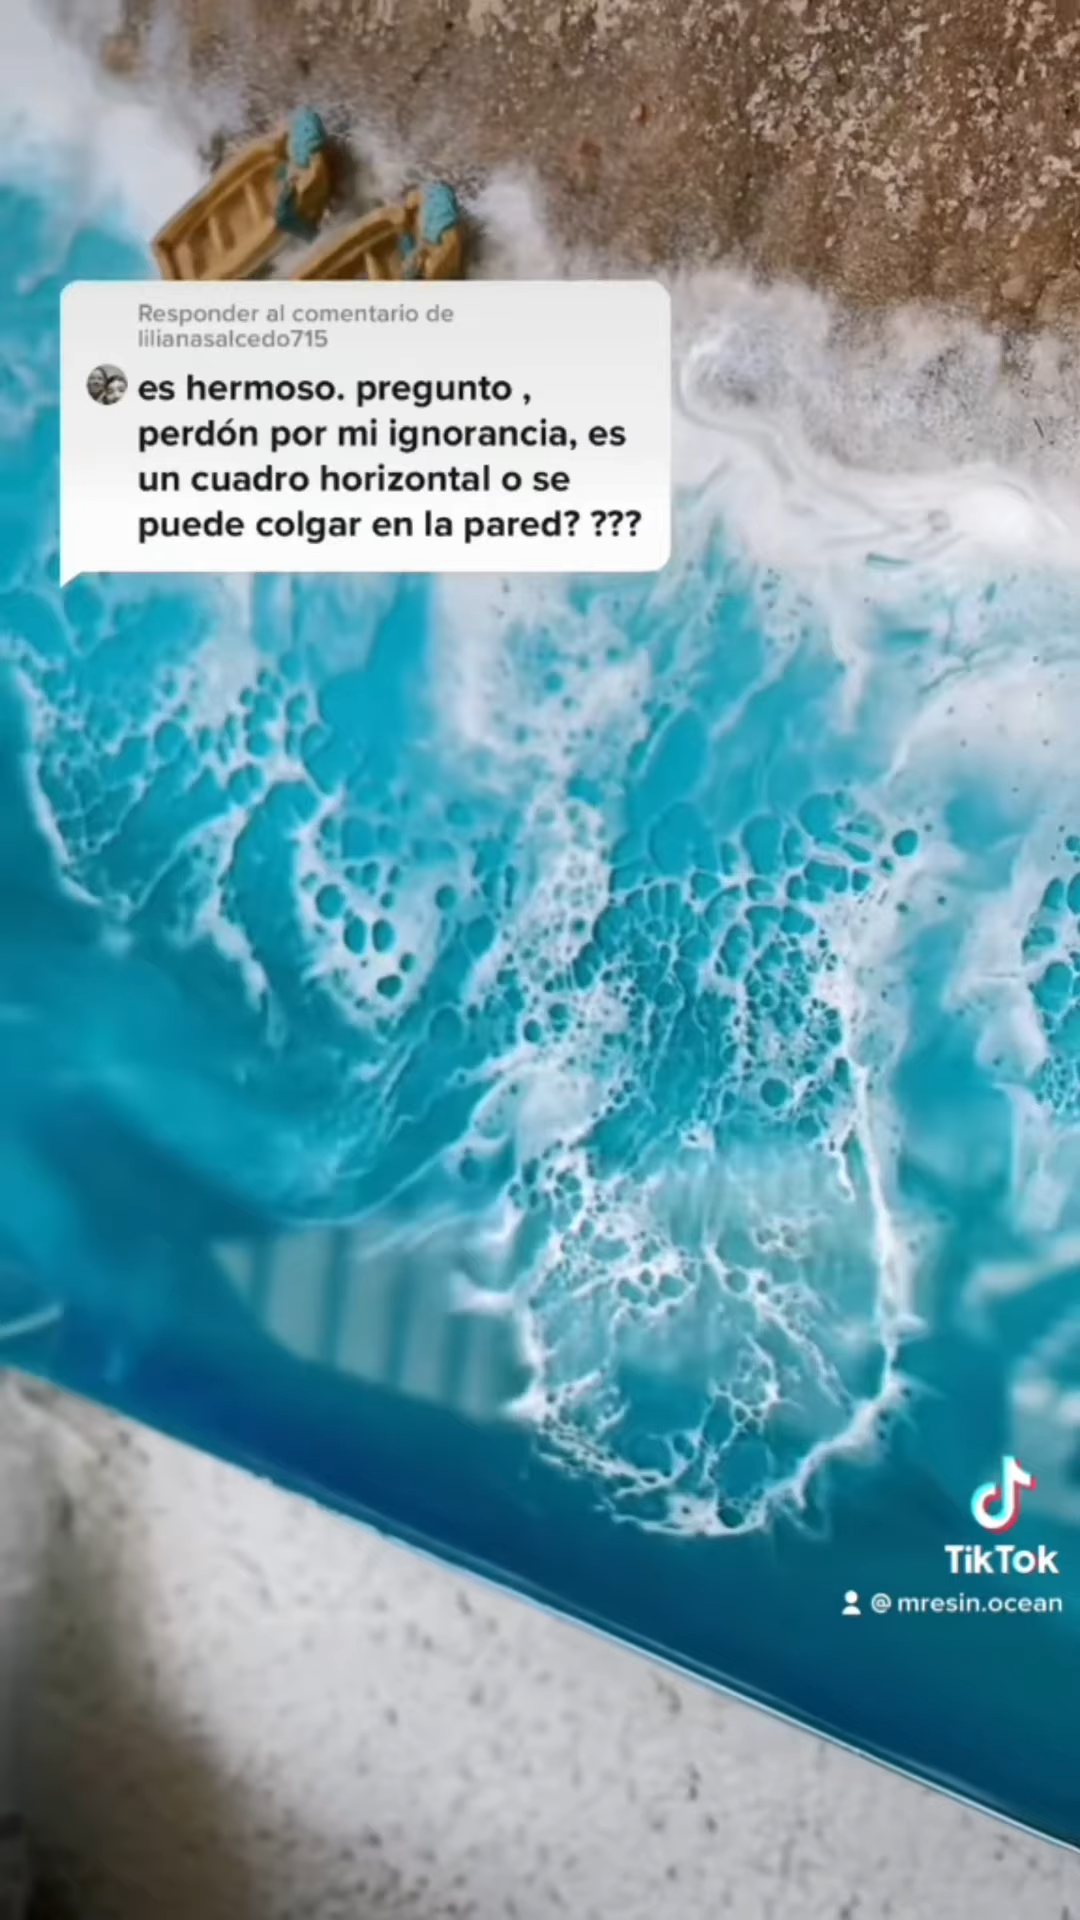 Responder al comentario de
lilianasalcedo715
es hermoso. pregunto ,
perdón por mi ignorancia, es
un cuadro horizontal o se
puede colgar en la pared? ???
TikTok
@ mresin.ocean